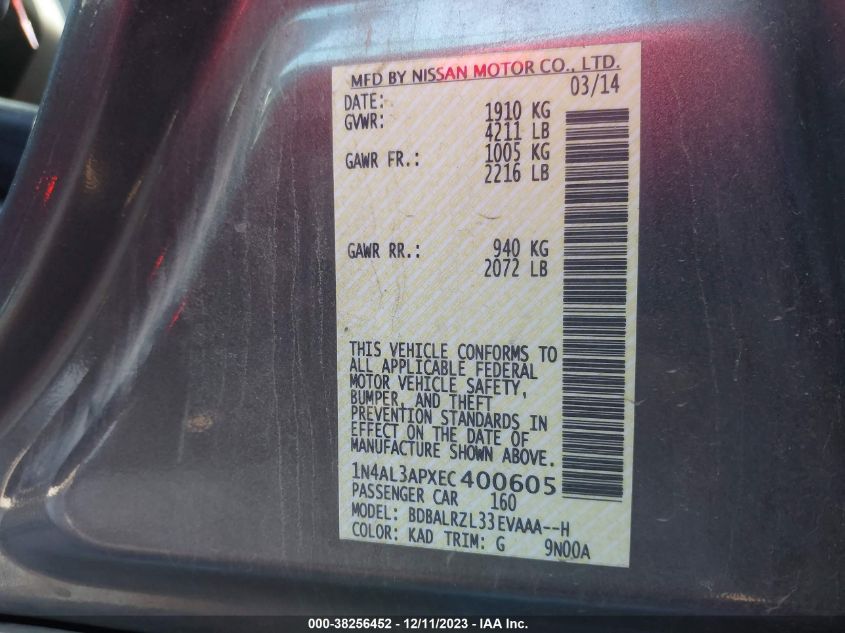 MFD BY NISSAN MOTOR CO., LTD.
DATE: 03/14
GVWR: 1910 KG
4211 LB
GAWR FR.: 1005 KG
2216 LB
GAWR RR.: 940 KG
2072 LB
THIS VEHICLE CONFORMS TO
ALL APPLICABLE FEDERAL
MOTOR VEHICLE SAFETY,
BUMPER, AND THEFT
PREVENTION STANDARDS IN
EFFECT ON THE DATE OF
MANUFACTURE SHOWN ABOVE.
1N4AL3APXEC400605
PASSENGER CAR 160
MODEL: BDBALRZL33EVAAA--H
COLOR: KAD TRIM: G 9N00A
000-38256452 - 12/11/2023 - IAA Inc.